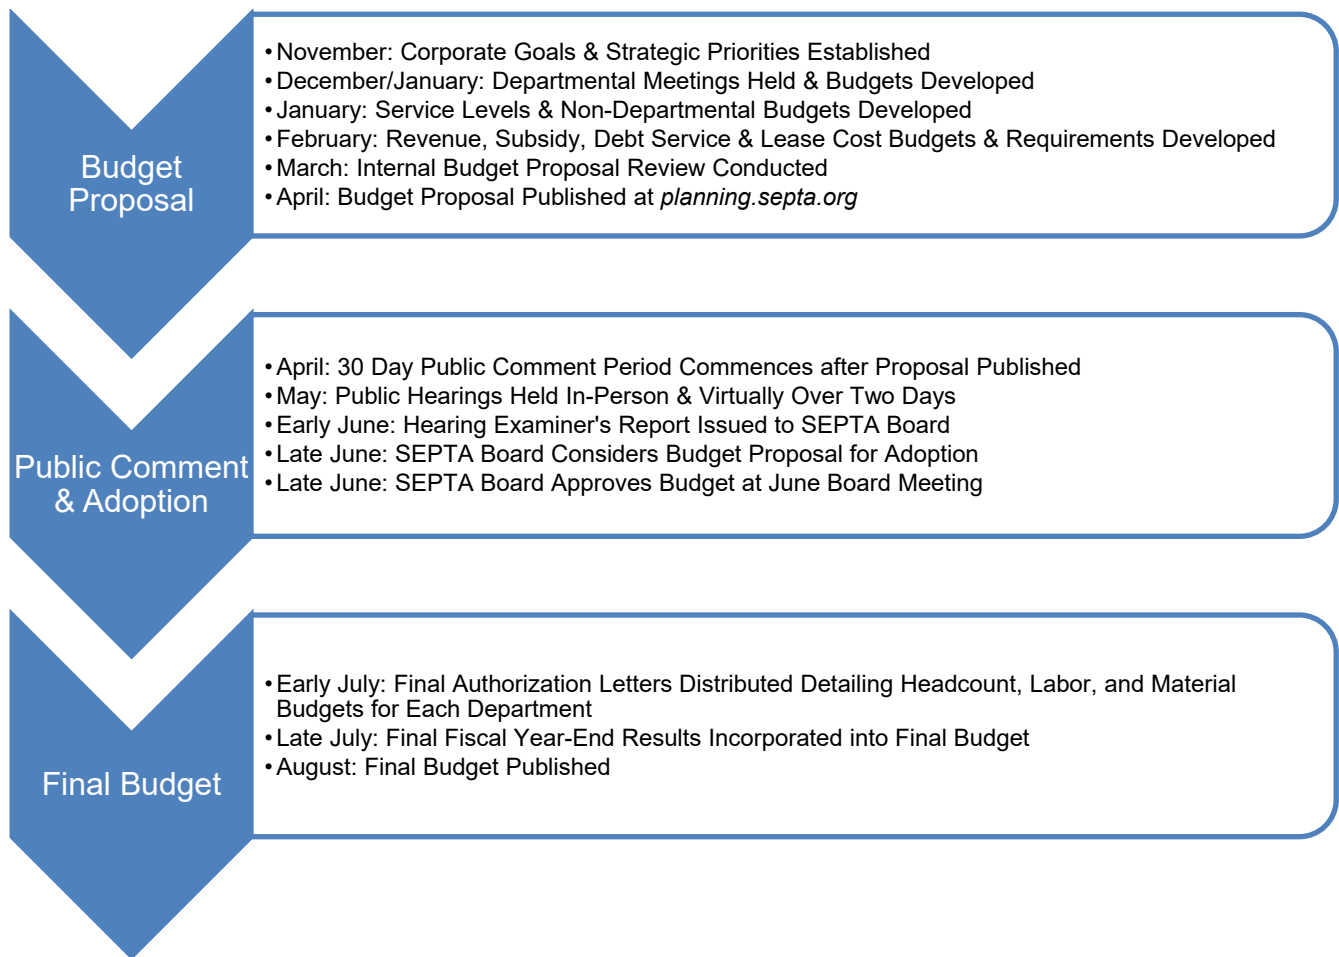 Budget
Proposal
•November: Corporate Goals & Strategic Priorities Established
•December/January: Departmental Meetings Held & Budgets Developed
•January: Service Levels & Non-Departmental Budgets Developed
•February: Revenue, Subsidy, Debt Service & Lease Cost Budgets & Requirements Developed
•March: Internal Budget Proposal Review Conducted
•April: Budget Proposal Published at planning.septa.org
Public Comment
& Adoption
•April: 30 Day Public Comment Period Commences after Proposal Published
•May: Public Hearings Held In-Person & Virtually Over Two Days
•Early June: Hearing Examiner's Report Issued to SEPTA Board
•Late June: SEPTA Board Considers Budget Proposal for Adoption
•Late June: SEPTA Board Approves Budget at June Board Meeting
Final Budget
•Early July: Final Authorization Letters Distributed Detailing Headcount, Labor, and Material
Budgets for Each Department
•Late July: Final Fiscal Year-End Results Incorporated into Final Budget
•August: Final Budget Published